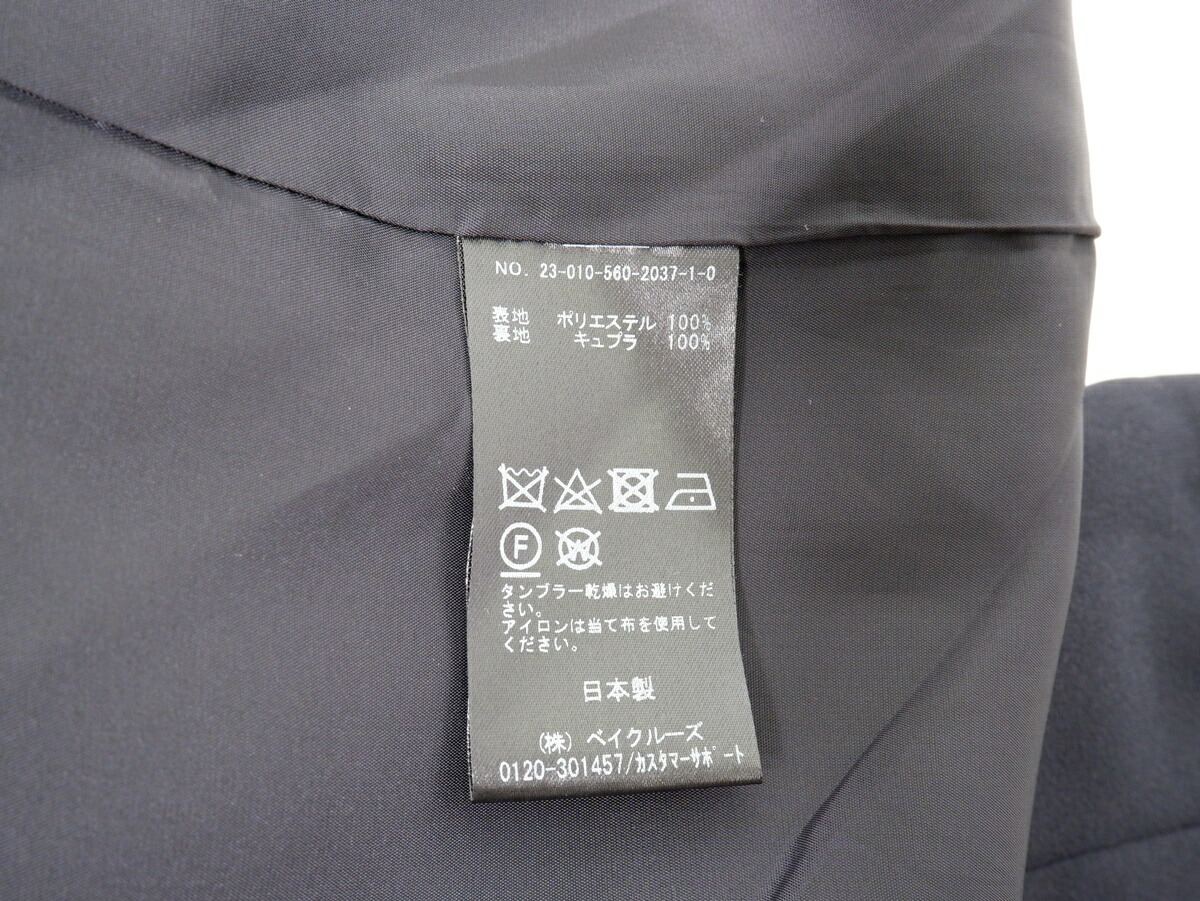 NO. 23-010-560-2037-1-0
表地 ポリエステル 100%
裏地 キュプラ 100%
F W
タンブラー乾燥はお避けくだ
さい。
アイロンは当て布を使用して
ください。
日本製
(株) ベイクルーズ
0120-301457/カスタマーサポート